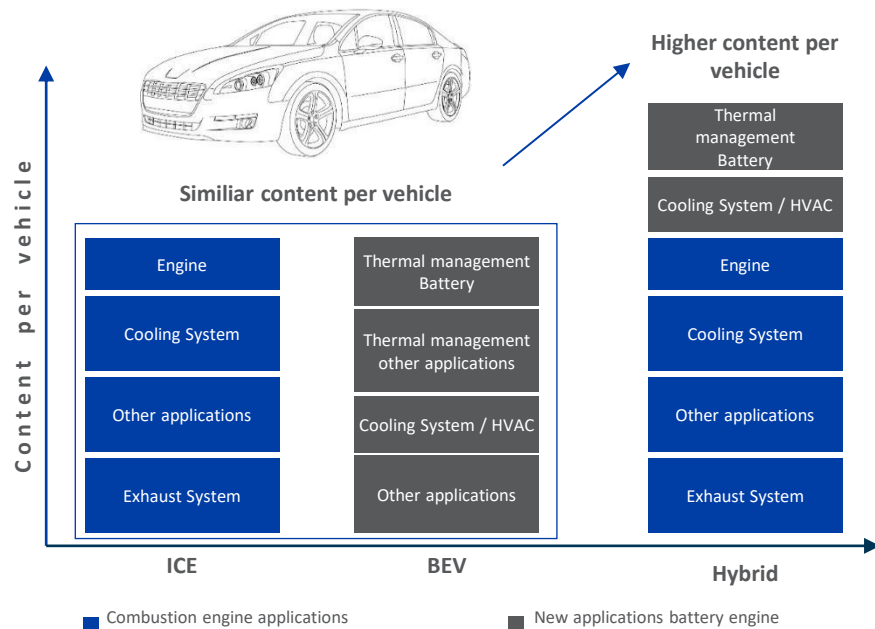 Higher content per
vehicle
Content per vehicle
Similiar content per vehicle
Engine
Cooling System
Other applications
Exhaust System
Thermal management
Battery
Thermal management
other applications
Cooling System / HVAC
Other applications
Thermal
management
Battery
Cooling System / HVAC
Engine
Cooling System
Other applications
Exhaust System
ICE
BEV
Hybrid
Combustion engine applications
New applications battery engine